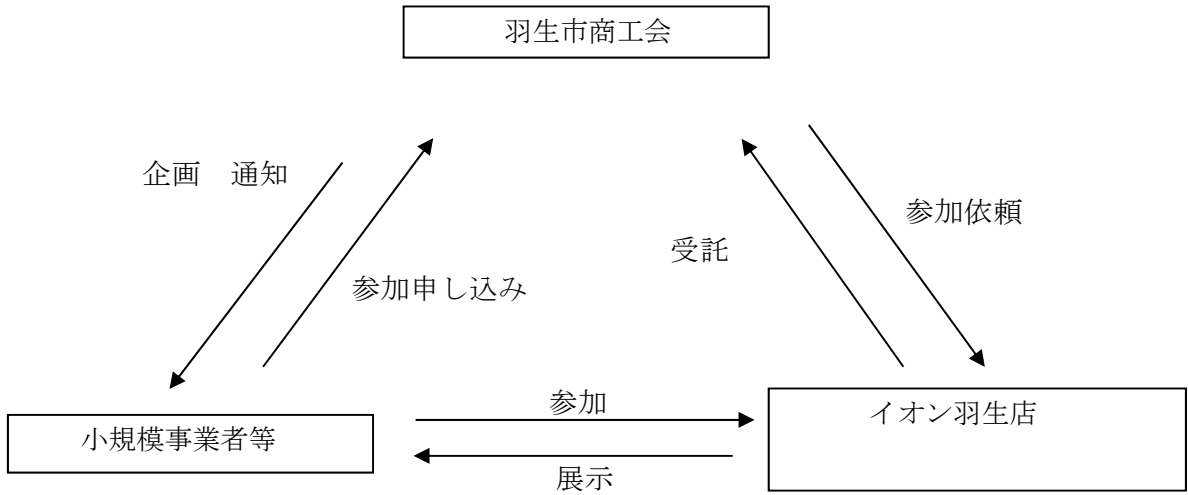 羽生市商工会
企画　通知
参加依頼
受託
参加申し込み
参加
イオン羽生店
小規模事業者等
展示